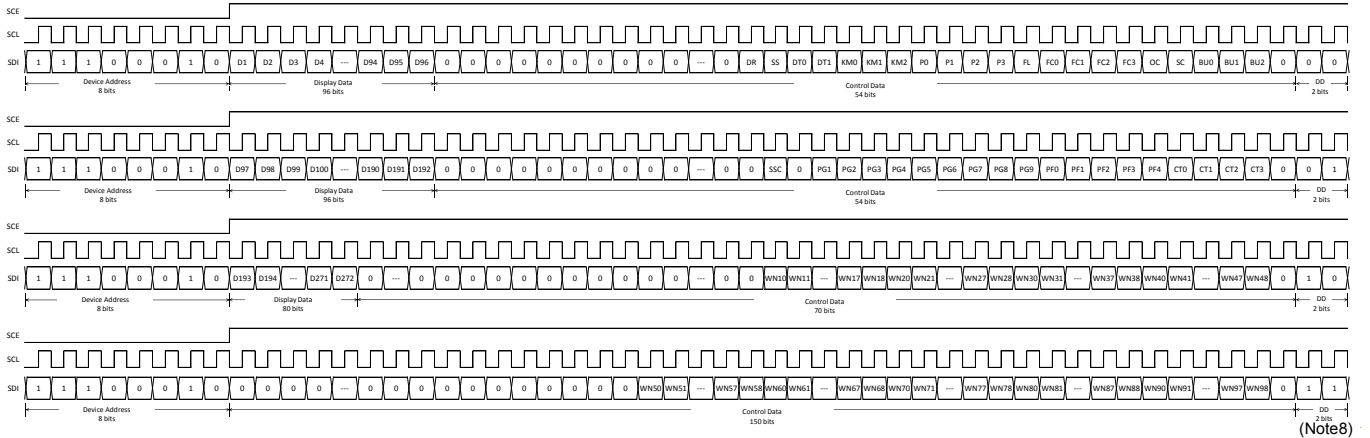 SCE
SCL
SDI 1 1 1 0 0 0 1 0 D1 D2 D3 D4 --- D94 D95 D96 0 0 0 0 0 0 0 0 0 0 --- 0 DR SS DT0 DT1 KM0 KM1 KM2 P0 P1 P2 P3 FL FC0 FC1 FC2 FC3 OC SC BU0 BU1 BU2 0 0 0
Device Address Display Data Control Data DD
8 bits 96 bits 54 bits 2 bits
SCE
SCL
SDI 1 1 1 0 0 0 1 0 D97 D98 D99 D100 --- D190 D191 D192 0 0 0 0 0 0 0 0 0 0 --- 0 0 SSC 0 PG1 PG2 PG3 PG4 PG5 PG6 PG7 PG8 PG9 PF0 PF1 PF2 PF3 PF4 CT0 CT1 CT2 CT3 0 0 1
Device Address Display Data Control Data DD
8 bits 96 bits 54 bits 2 bits
SCE
SCL
SDI 1 1 1 0 0 0 1 0 D193 D194 --- D271 D272 0 --- 0 0 0 0 0 0 0 0 0 0 0 --- 0 0 WN10 WN11 --- WN17 WN18 WN20 WN21 --- WN27 WN28 WN30 WN31 --- WN37 WN38 WN40 WN41 --- WN47 WN48 0 1 0
Device Address Display Data Control Data DD
8 bits 80 bits 70 bits 2 bits
SCE
SCL
SDI 1 1 1 0 0 0 1 0 0 0 0 0 --- 0 0 0 0 0 0 0 0 0 0 0 WN50 WN51 --- WN57 WN58 WN60 WN61 --- WN67 WN68 WN70 WN71 --- WN77 WN78 WN80 WN81 --- WN87 WN88 WN90 WN91 --- WN97 WN98 0 1 1
Device Address Control Data DD
8 bits 150 bits 2 bits
(Note8)